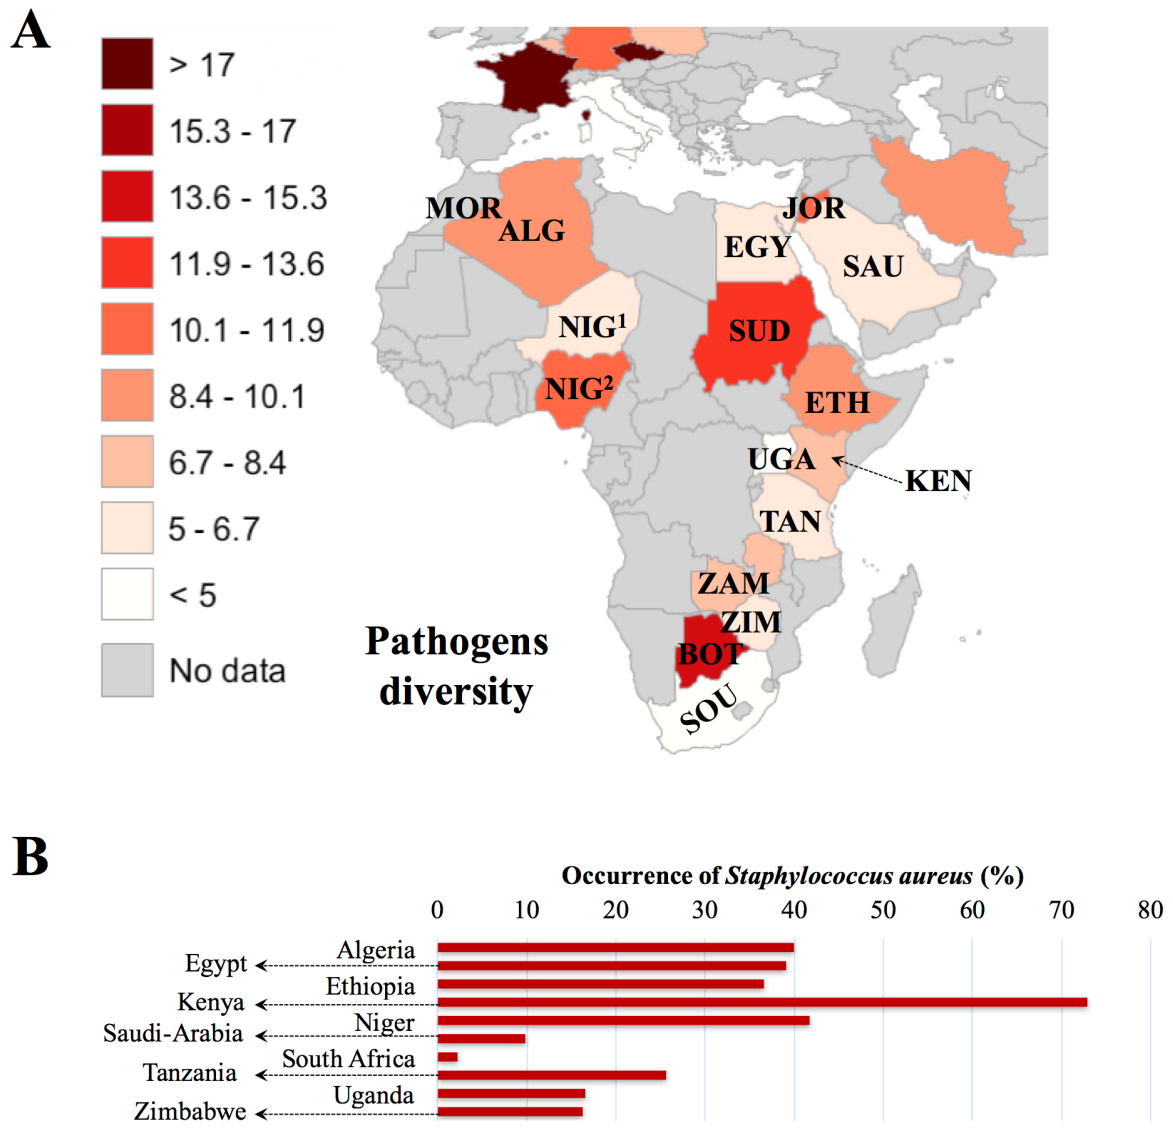 A
> 17
15.3 - 17
13.6 - 15.3
11.9 - 13.6
10.1 - 11.9
8.4 - 10.1
6.7 - 8.4
5 - 6.7
< 5
No data
MOR
ALG
JOR
EGY
SAU
NIG¹
SUD
NIG²
ETH
UGA
KEN
TAN
ZAM
ZIM
BOT
SOU
Pathogens
diversity
B
Occurrence of Staphylococcus aureus (%)
0 10 20 30 40 50 60 70 80
Algeria
Egypt
Ethiopia
Kenya
Niger
Saudi-Arabia
South Africa
Tanzania
Uganda
Zimbabwe